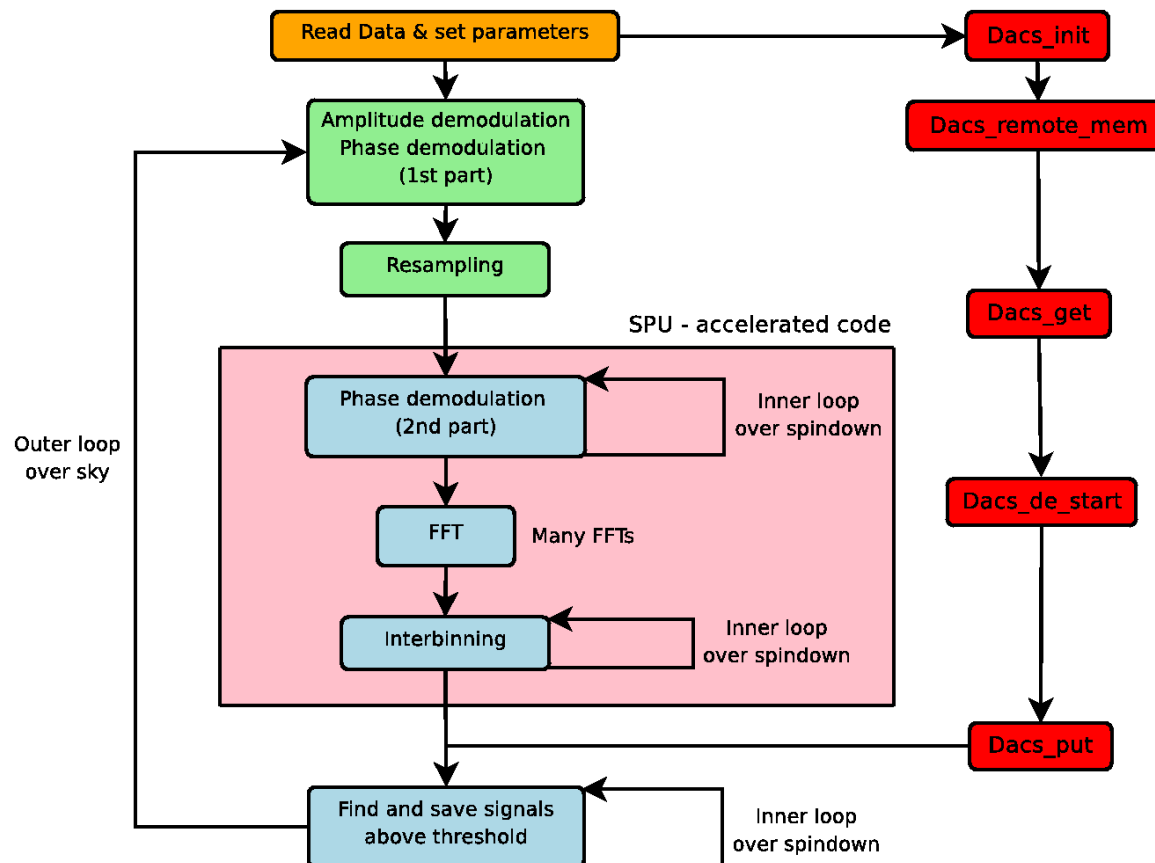 Read Data & set parameters
Dacs_init
Amplitude demodulation
Phase demodulation
(1st part)
Dacs_remote_mem
Resampling
Dacs_get
SPU - accelerated code
Phase demodulation
(2nd part)
Inner loop
over spindown
Outer loop
over sky
Dacs_de_start
FFT
Many FFTs
Interbinning
Inner loop
over spindown
Dacs_put
Find and save signals
above threshold
Inner loop
over spindown